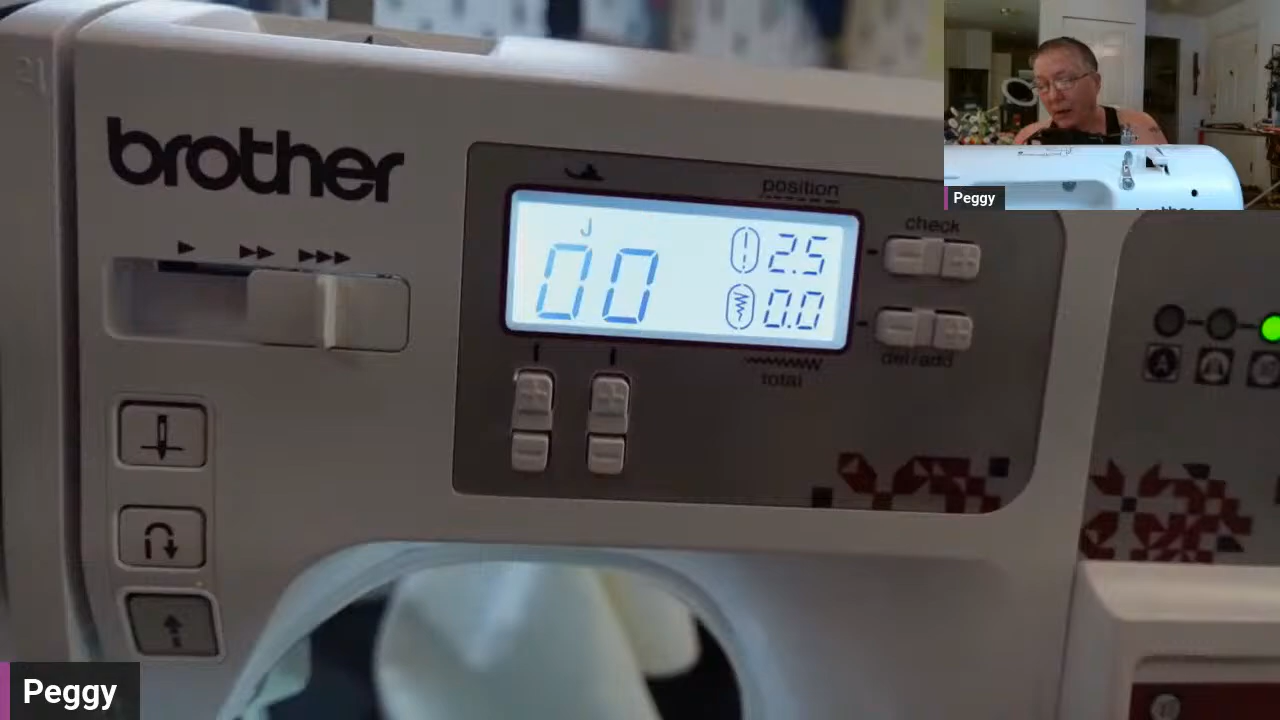 brother
position
J
00
2.5
0.0
check
del/add
total
A
Peggy
Peggy